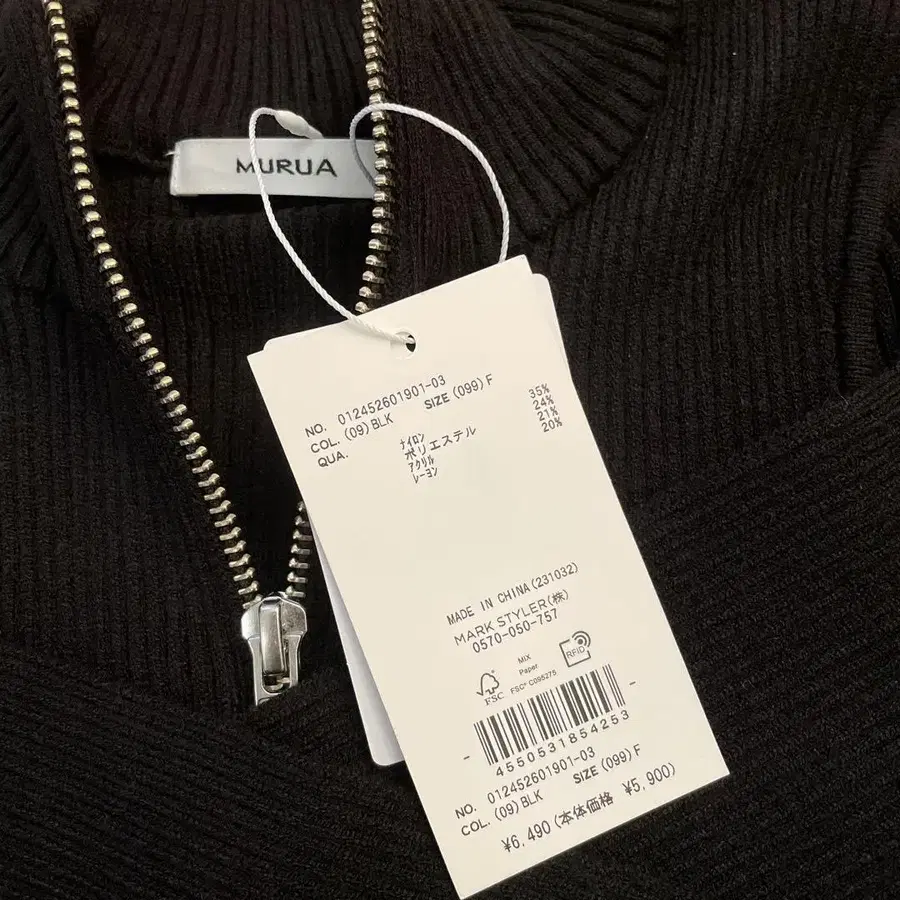 MURUA
NO. 012452601901-03
COL. (09)BLK SIZE (099)F
QUA. ナイロン 35%
ポリエステル 24%
アクリル 21%
レーヨン 20%
MADE IN CHINA(231032)
MARK STYLER(株)
0570-050-757
FSC
MIX
Paper
FSC® C095275
RFID
4550531854253
NO. 012452601901-03
COL. (09)BLK SIZE (099)F
¥6,490(本体価格 ¥5,900)